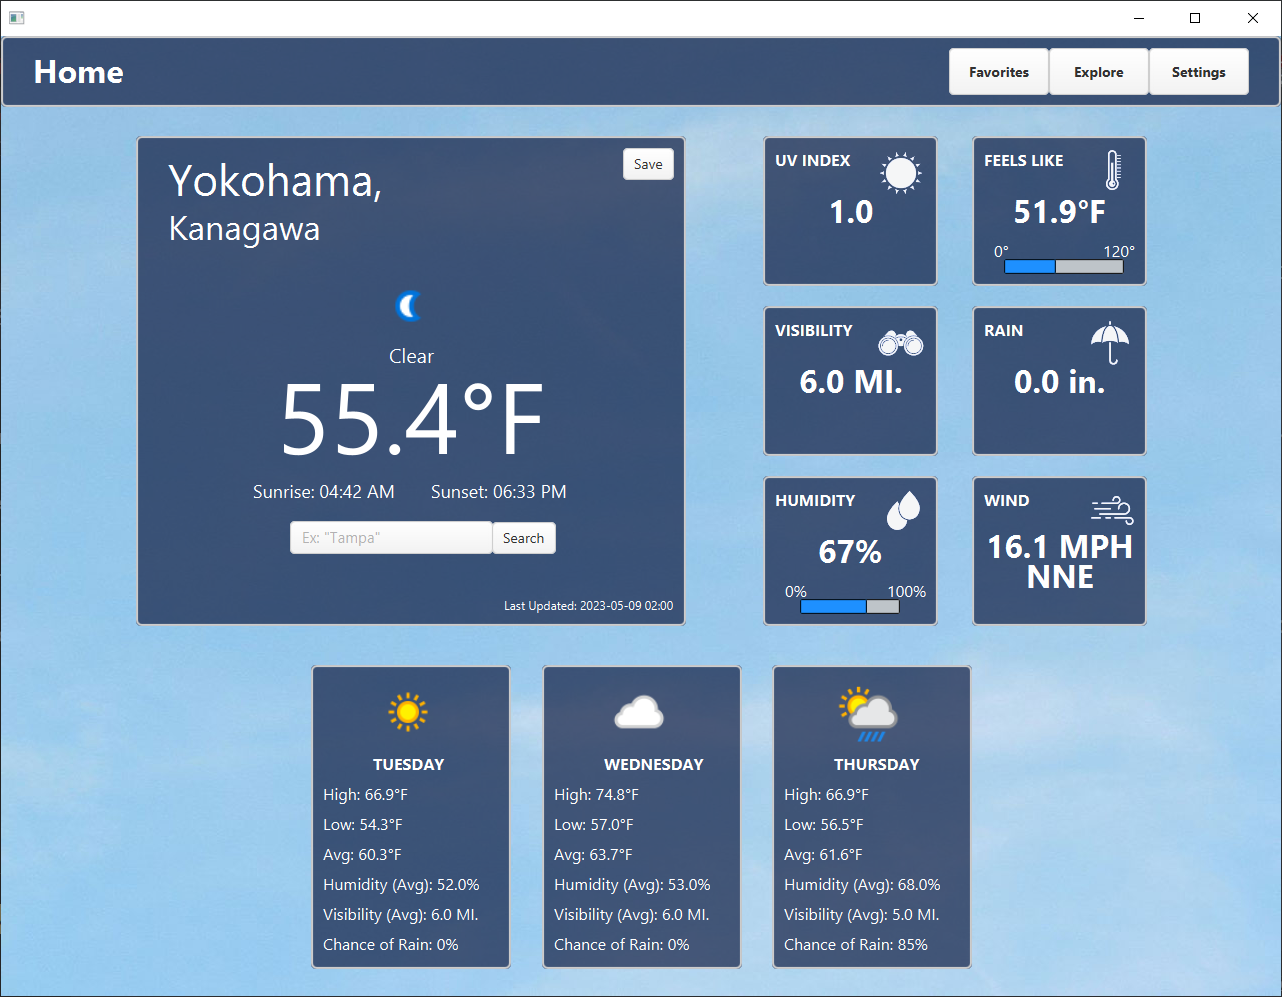 Home
Favorites
Explore
Settings
Yokohama,
Kanagawa
Save
Clear
55.4°F
Sunrise: 04:42 AM
Sunset: 06:33 PM
Ex: "Tampa"
Search
Last Updated: 2023-05-09 02:00
UV INDEX
1.0
FEELS LIKE
51.9°F
0°
120°
VISIBILITY
6.0 MI.
RAIN
0.0 in.
HUMIDITY
67%
0%
100%
WIND
16.1 MPH
NNE
TUESDAY
High: 66.9°F
Low: 54.3°F
Avg: 60.3°F
Humidity (Avg): 52.0%
Visibility (Avg): 6.0 MI.
Chance of Rain: 0%
WEDNESDAY
High: 74.8°F
Low: 57.0°F
Avg: 63.7°F
Humidity (Avg): 53.0%
Visibility (Avg): 6.0 MI.
Chance of Rain: 0%
THURSDAY
High: 66.9°F
Low: 56.5°F
Avg: 61.6°F
Humidity (Avg): 68.0%
Visibility (Avg): 5.0 MI.
Chance of Rain: 85%